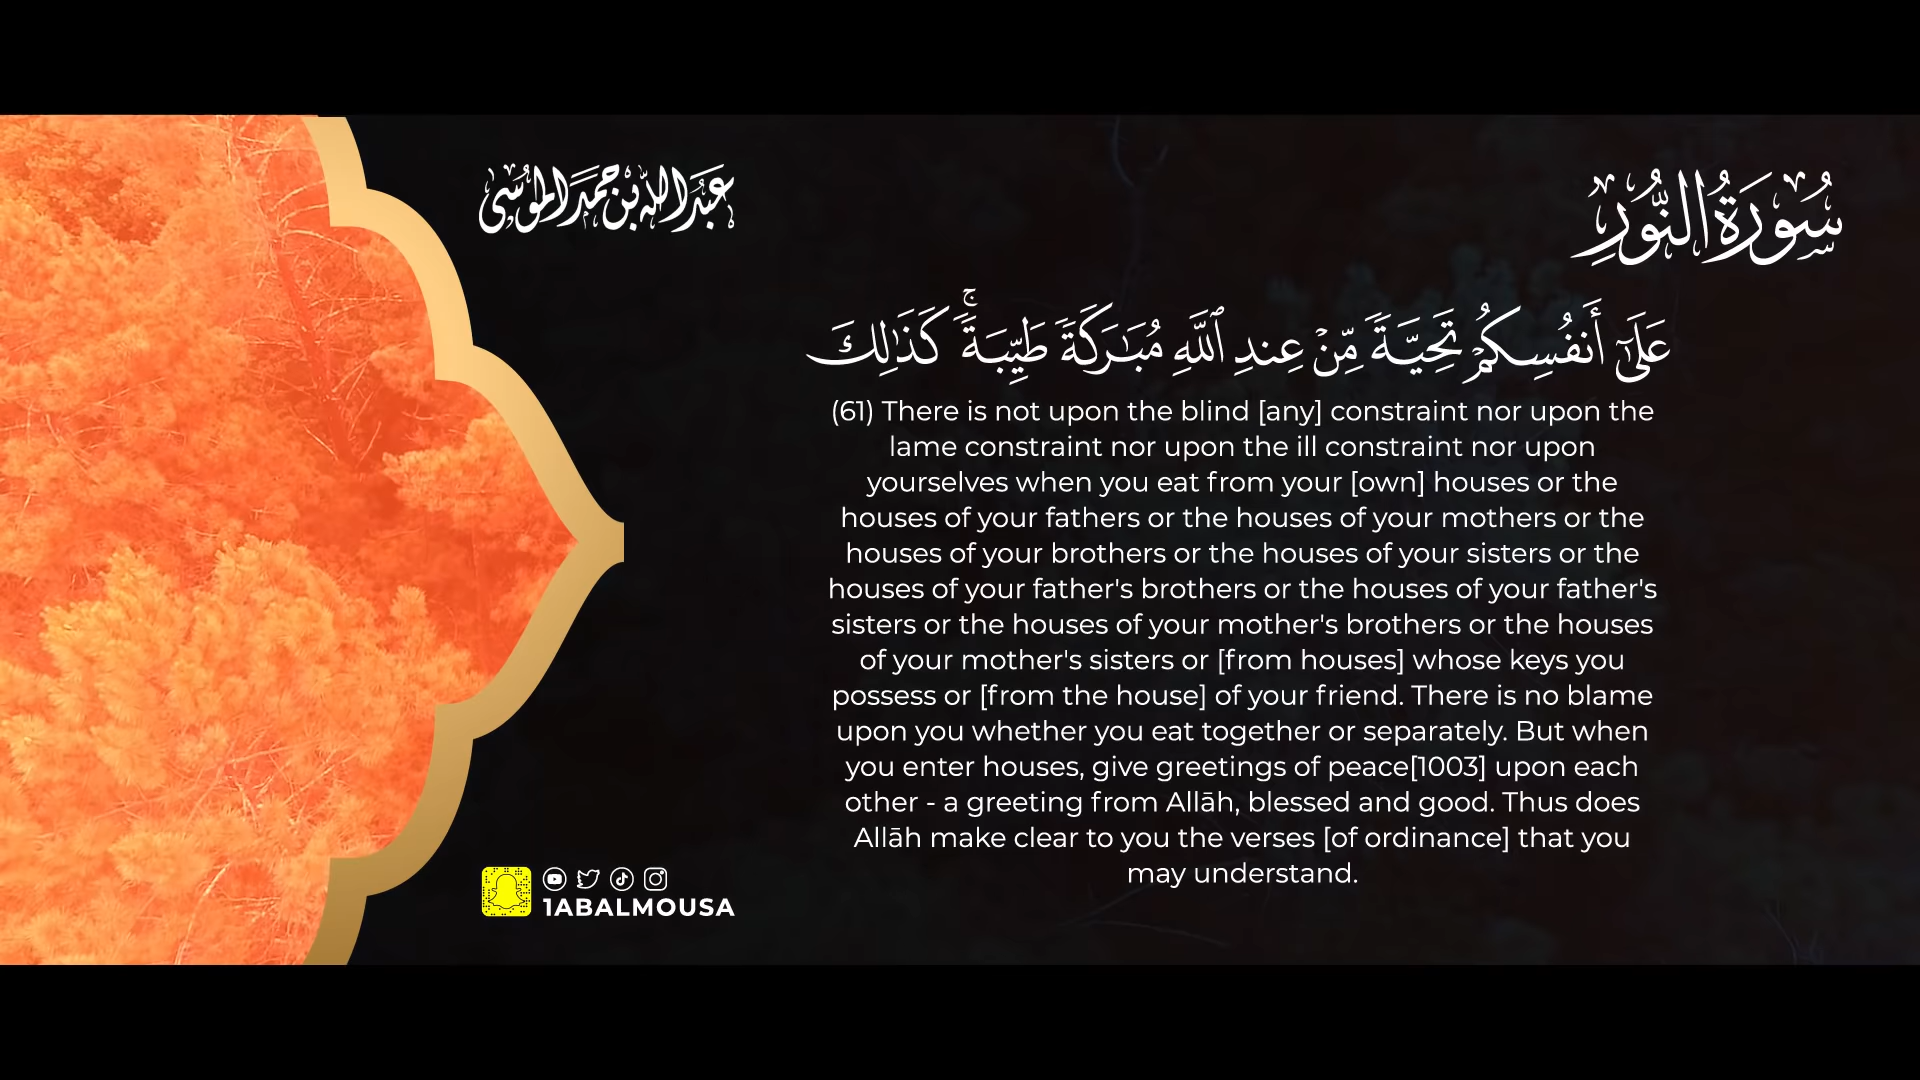 سُورَةُ النُّورِ
عَبْدُاللّٰه بْن حَمَد المُوسَى
عَلَىٰٓ أَنفُسِكُمْ تَحِيَّةً مِّنْ عِندِ ٱللَّهِ مُبَٰرَكَةً طَيِّبَةً ۚ كَذَٰلِكَ
(61) There is not upon the blind [any] constraint nor upon the
lame constraint nor upon the ill constraint nor upon
yourselves when you eat from your [own] houses or the
houses of your fathers or the houses of your mothers or the
houses of your brothers or the houses of your sisters or the
houses of your father's brothers or the houses of your father's
sisters or the houses of your mother's brothers or the houses
of your mother's sisters or [from houses] whose keys you
possess or [from the house] of your friend. There is no blame
upon you whether you eat together or separately. But when
you enter houses, give greetings of peace[1003] upon each
other - a greeting from Allāh, blessed and good. Thus does
Allāh make clear to you the verses [of ordinance] that you
may understand.
1ABALMOUSA